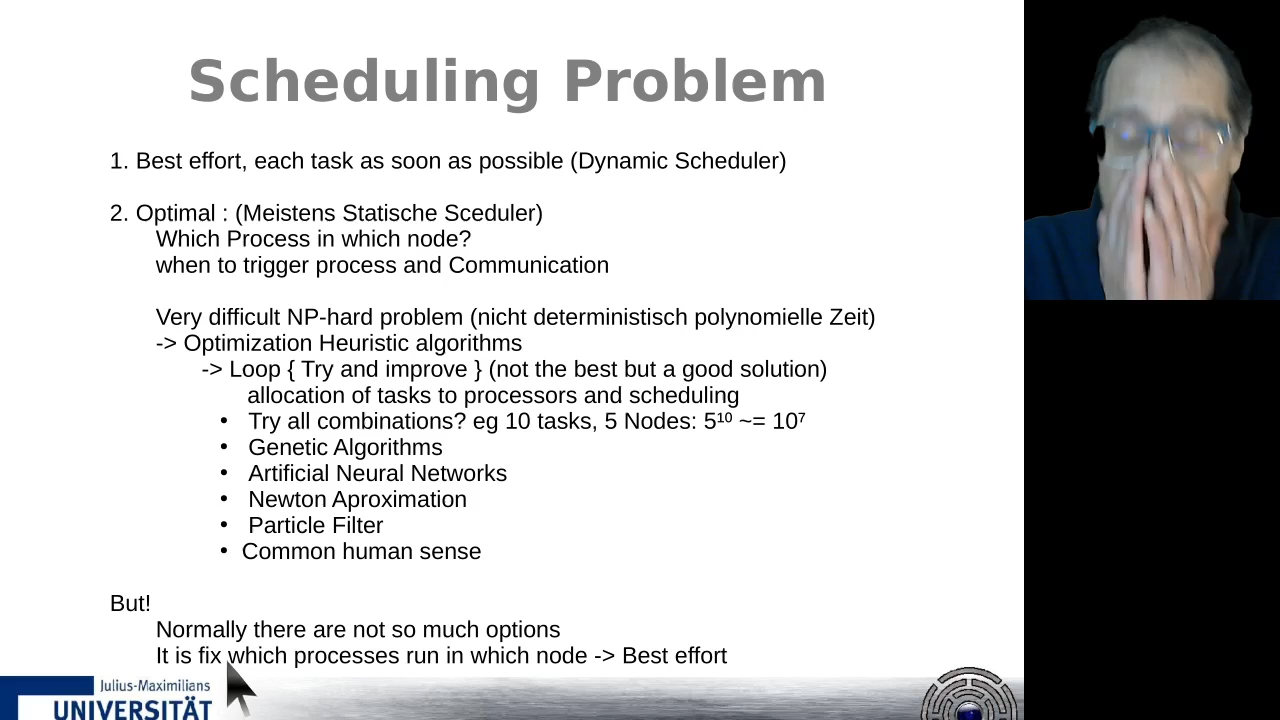 Scheduling Problem
1. Best effort, each task as soon as possible (Dynamic Scheduler)
2. Optimal : (Meistens Statische Sceduler)
Which Process in which node?
when to trigger process and Communication
Very difficult NP-hard problem (nicht deterministisch polynomielle Zeit)
-> Optimization Heuristic algorithms
-> Loop { Try and improve } (not the best but a good solution)
allocation of tasks to processors and scheduling
• Try all combinations? eg 10 tasks, 5 Nodes: 5¹⁰ ~= 10⁷
• Genetic Algorithms
• Artificial Neural Networks
• Newton Aproximation
• Particle Filter
• Common human sense
But!
Normally there are not so much options
It is fix which processes run in which node -> Best effort
Julius-Maximilians
UNIVERSITÄT